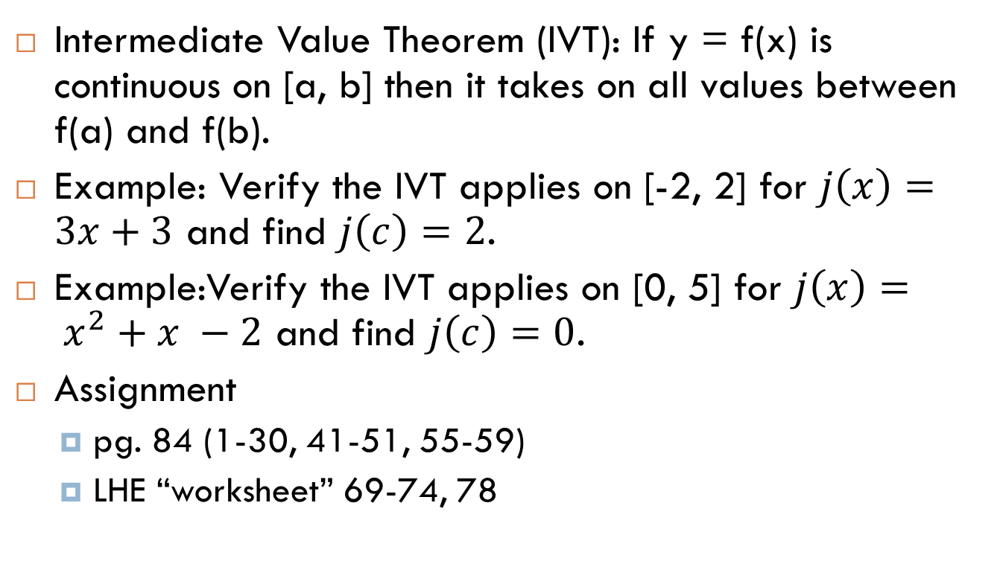 Intermediate Value Theorem (IVT): If y = f(x) is
continuous on [a, b] then it takes on all values between
f(a) and f(b).
Example: Verify the IVT applies on [-2, 2] for j(x) =
3x + 3 and find j(c) = 2.
Example:Verify the IVT applies on [0, 5] for j(x) =
x² + x − 2 and find j(c) = 0.
Assignment
pg. 84 (1-30, 41-51, 55-59)
LHE “worksheet” 69-74, 78